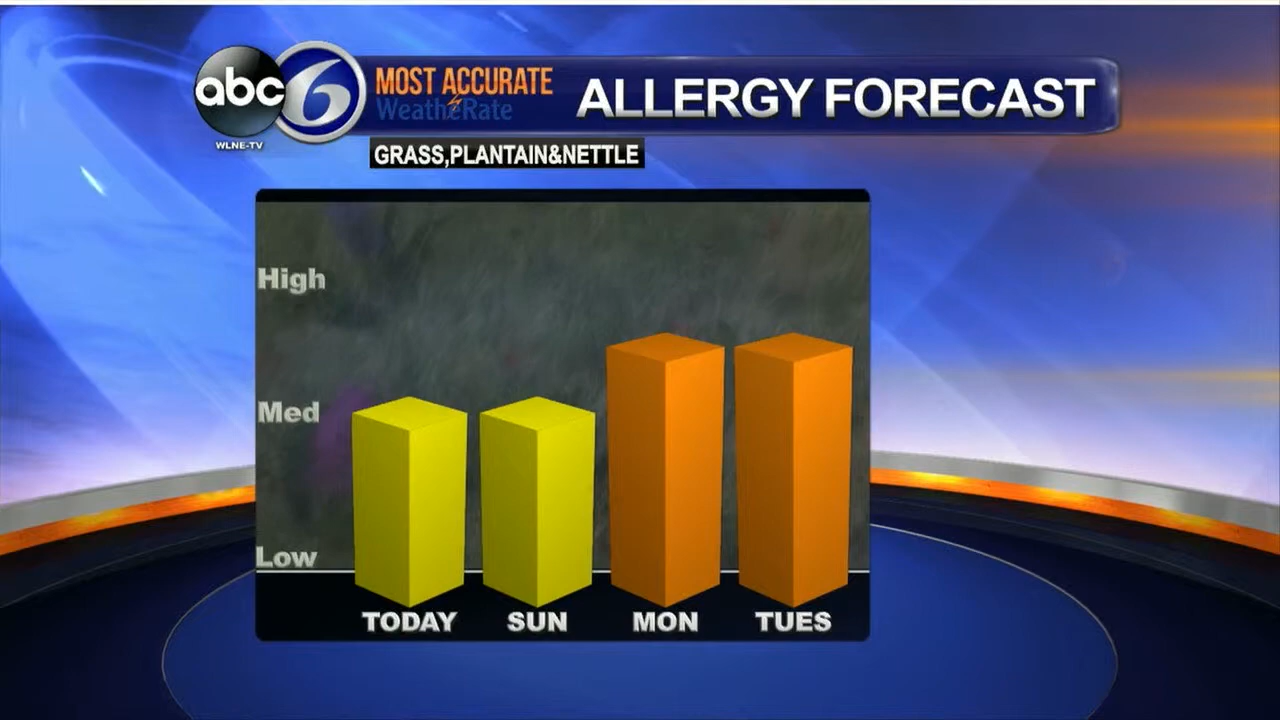 abc 6
WLNE-TV
MOST ACCURATE
WeatheRate
ALLERGY FORECAST
GRASS,PLANTAIN&NETTLE
High
Med
Low
TODAY SUN MON TUES